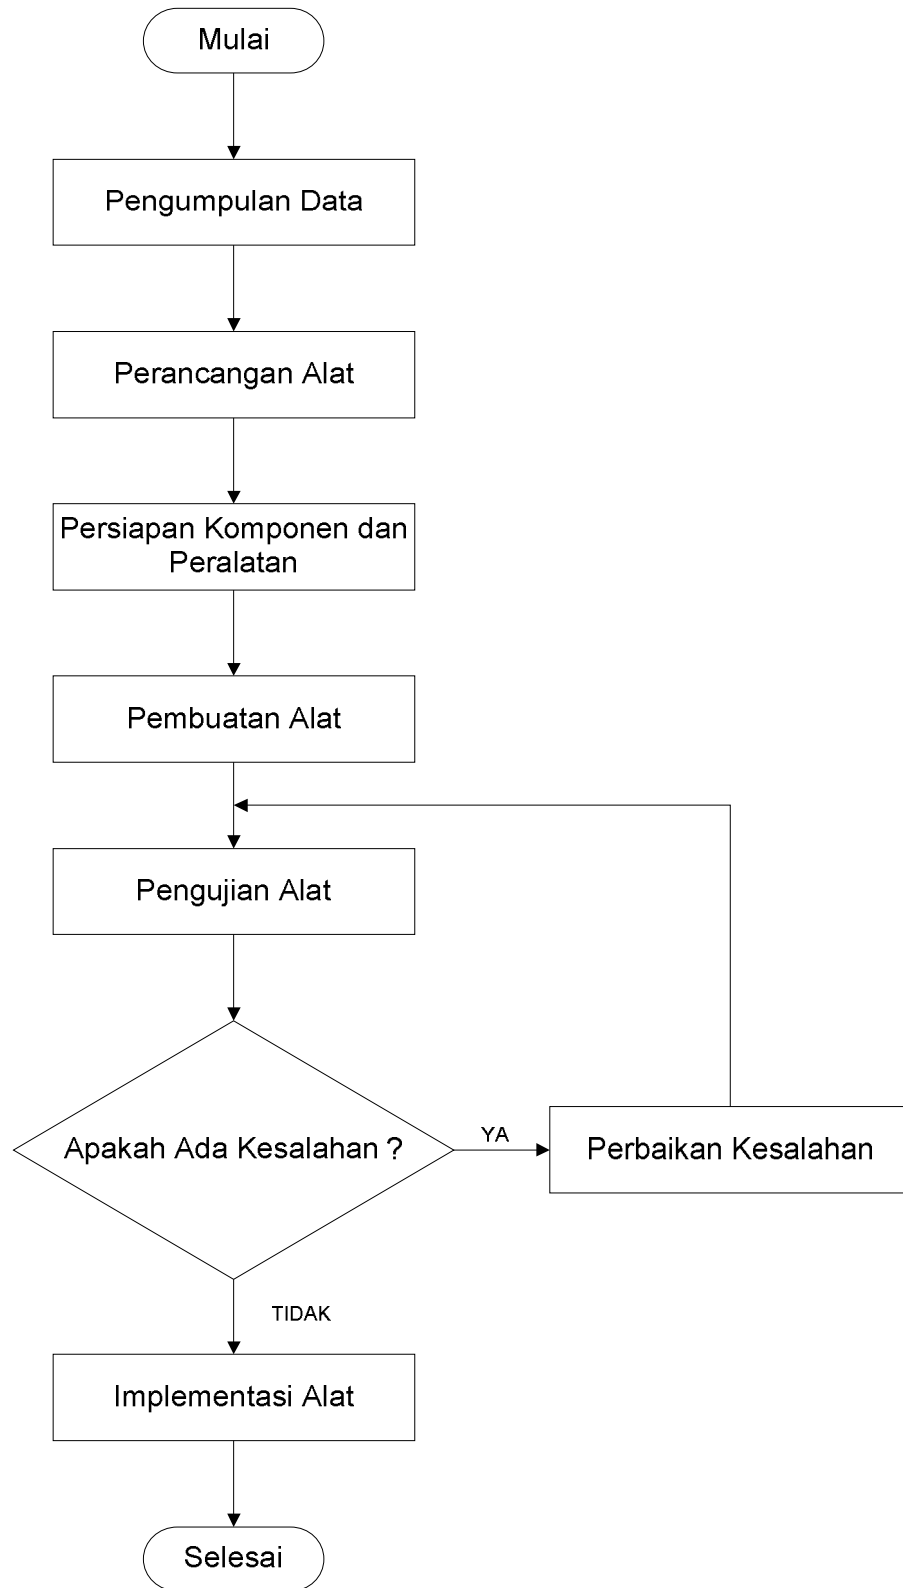 Mulai
Pengumpulan Data
Perancangan Alat
Persiapan Komponen dan
Peralatan
Pembuatan Alat
Pengujian Alat
Apakah Ada Kesalahan ?
YA
Perbaikan Kesalahan
TIDAK
Implementasi Alat
Selesai